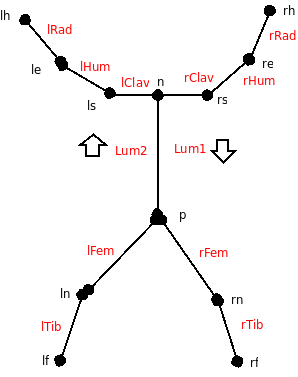 lh
rh
lRad
rRad
le
lHum
re
lClav
n
rClav
rHum
ls
rs
Lum2
Lum1
p
lFem
rFem
ln
rn
lTib
rTib
lf
rf